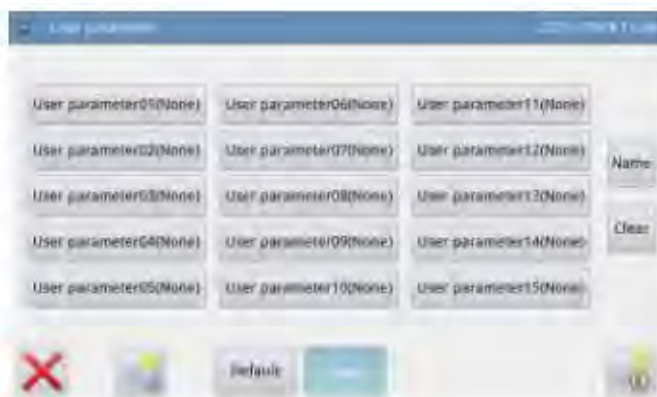 User parameter
User parameter01(None) User parameter06(None) User parameter11(None)
User parameter02(None) User parameter07(None) User parameter12(None)
Name
User parameter03(None) User parameter08(None) User parameter13(None)
Clear
User parameter04(None) User parameter09(None) User parameter14(None)
User parameter05(None) User parameter10(None) User parameter15(None)
Default